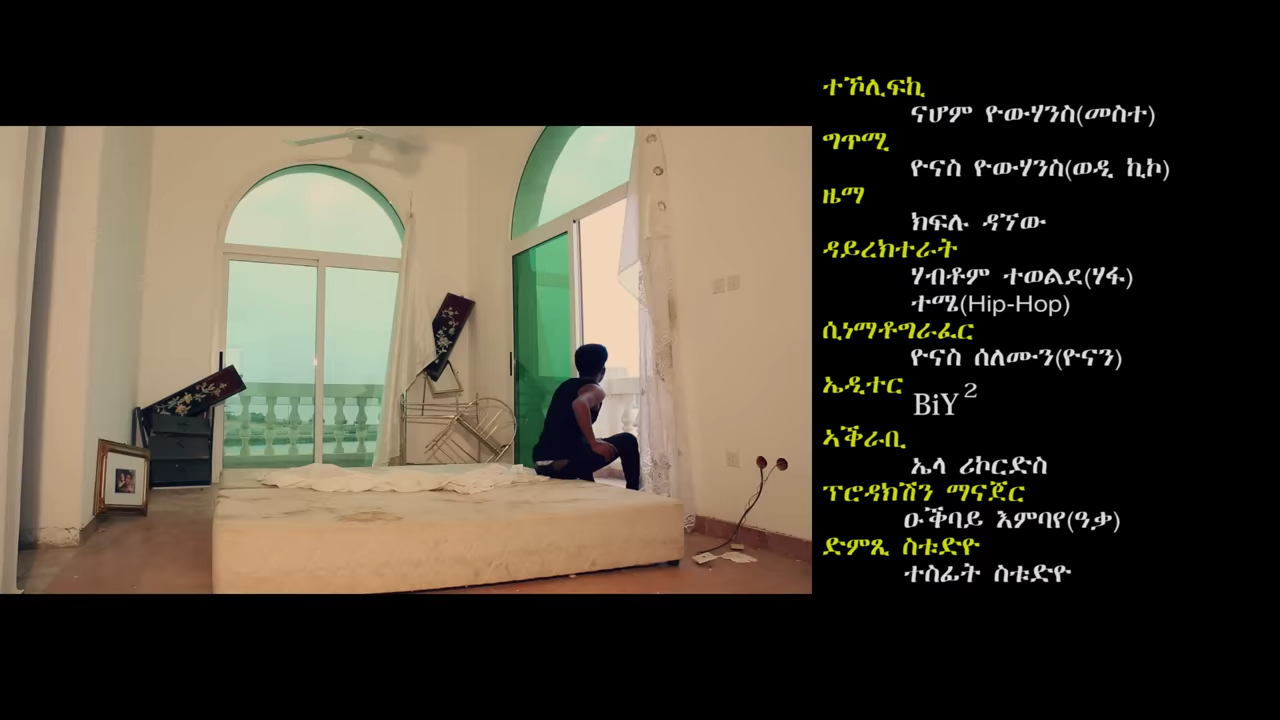 ተኾሊፍኪ
ናሆም ዮውሃንስ(መስተ)
ግጥሚ
ዮናስ ዮውሃንስ(ወዲ ኪኮ)
ዜማ
ክፍሉ ዳኘው
ዳይረክተራት
ሃብቶም ተወልደ(ሃፋ)
ተሜ(Hip-Hop)
ሲነማቶግራፈር
ዮናስ ሰለሙን(ዮናን)
ኤዲተር
BiY²
ኣቕራቢ
ኤላ ሪኮርድስ
ፕሮዳክሽን ማናጀር
ዑቕባይ እምባየ(ዓቃ)
ድምጺ ስቱድዮ
ተስፊት ስቱድዮ